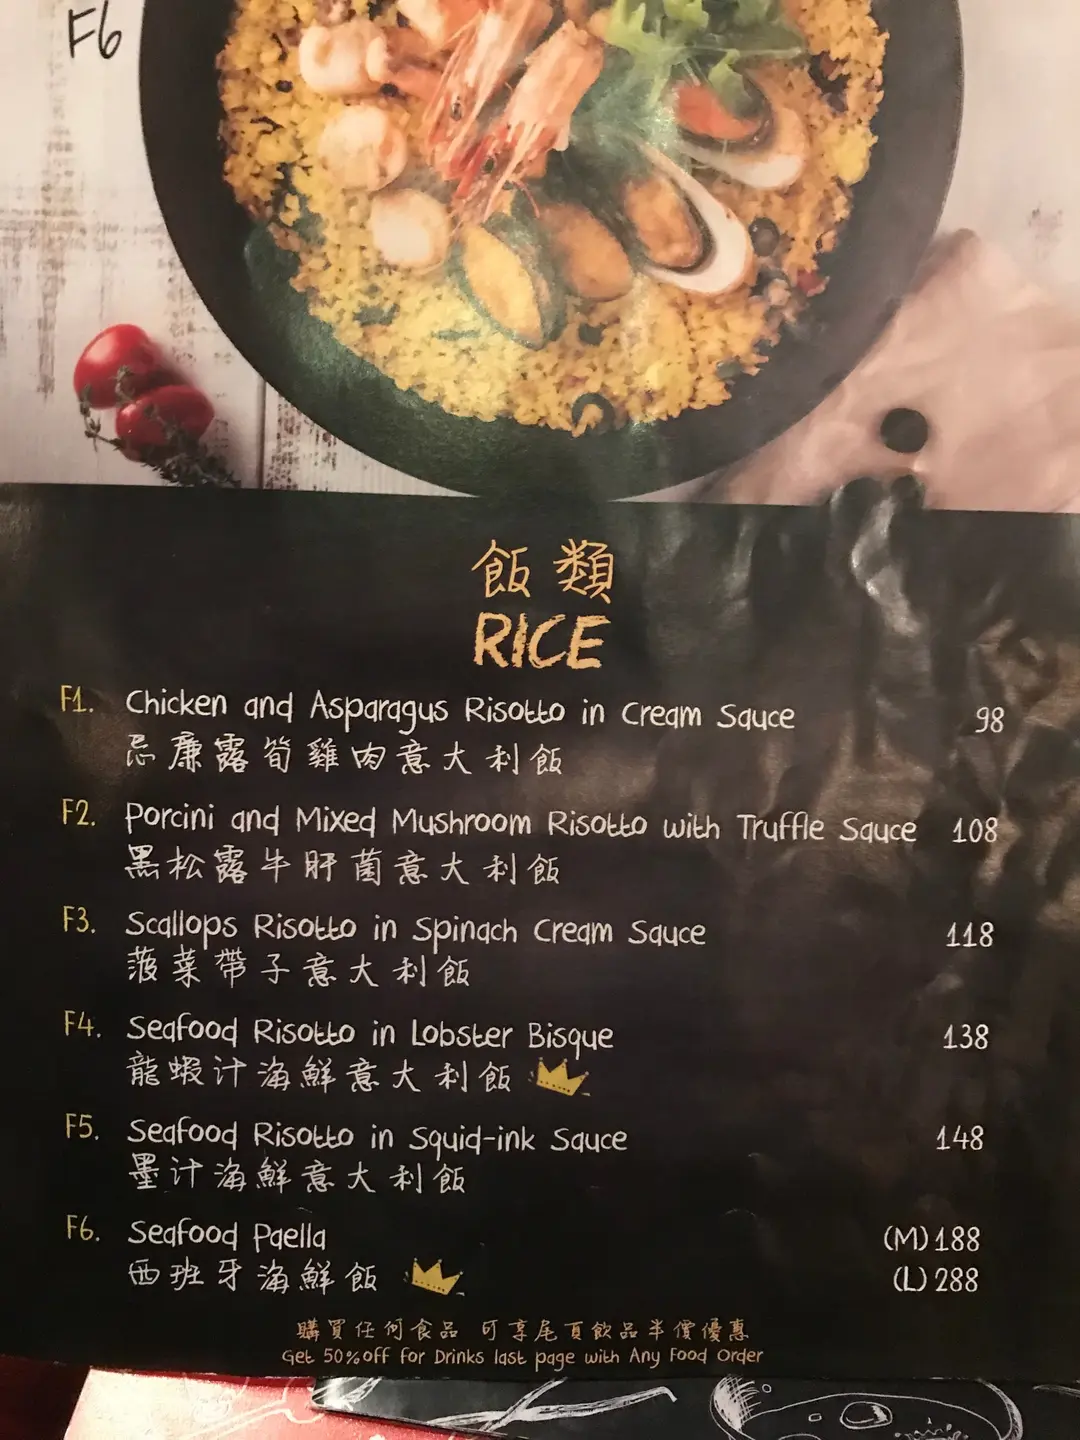 F6
飯類
RICE
F1. Chicken and Asparagus Risotto in Cream Sauce 98
忌廉露筍雞肉意大利飯
F2. Porcini and Mixed Mushroom Risotto with Truffle Sauce 108
黑松露牛肝菌意大利飯
F3. Scallops Risotto in Spinach Cream Sauce 118
菠菜帶子意大利飯
F4. Seafood Risotto in Lobster Bisque 138
龍蝦汁海鮮意大利飯
F5. Seafood Risotto in Squid-ink Sauce 148
墨汁海鮮意大利飯
F6. Seafood Paella (M) 188
西班牙海鮮飯 (L) 288
購買任何食品 可享尾頁飲品半價優惠
Get 50%off for Drinks last page with Any Food Order